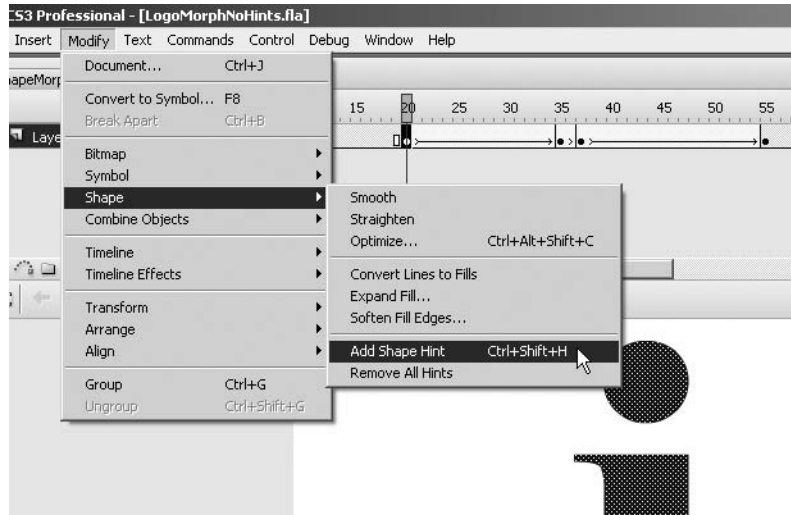 CS3 Professional - [LogoMorphNoHints.fla]
Insert Modify Text Commands Control Debug Window Help
Document... Ctrl+J
Convert to Symbol... F8
Break Apart Ctrl+B
15 20 25 30 35 40 45 50 55
Bitmap
Symbol
Shape
Combine Objects
Timeline
Timeline Effects
Transform
Arrange
Align
Group Ctrl+G
Ungroup Ctrl+Shift+G
Smooth
Straighten
Optimize... Ctrl+Alt+Shift+C
Convert Lines to Fills
Expand Fill...
Soften Fill Edges...
Add Shape Hint Ctrl+Shift+H
Remove All Hints